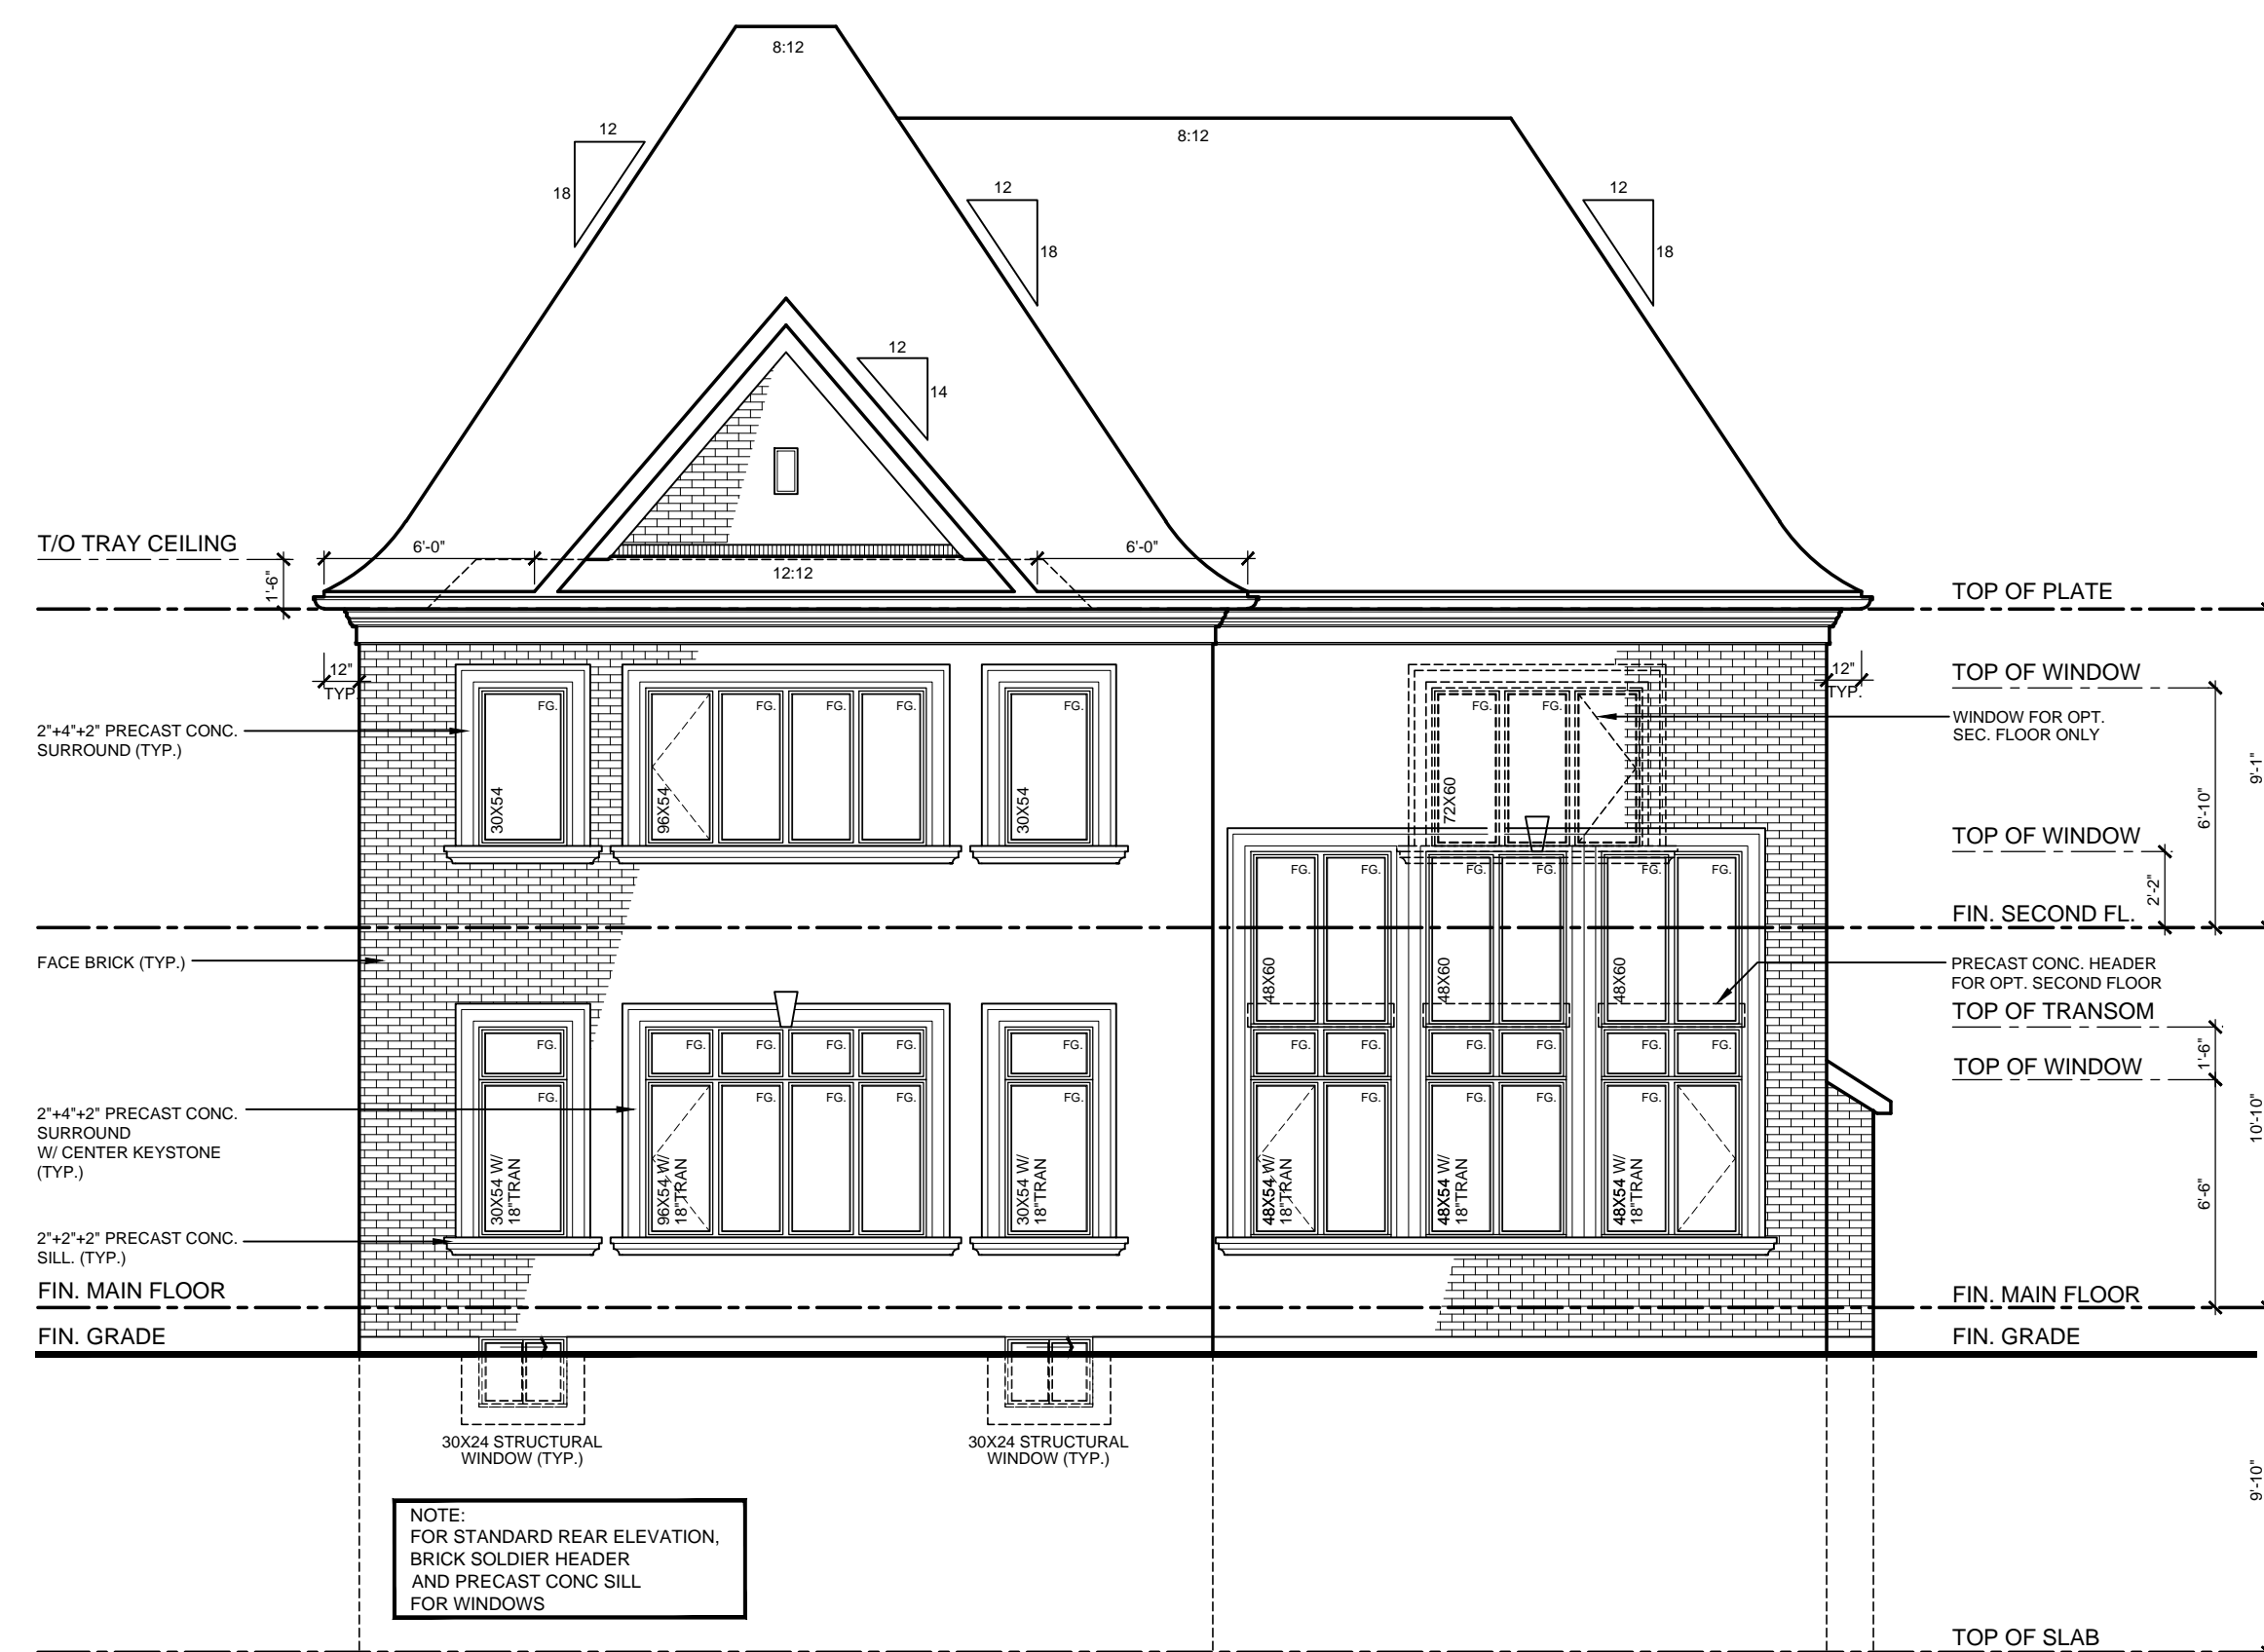 8:12
8:12
12
18
12
18
12
18
12
14
T/O TRAY CEILING
1'-6"
6'-0"
6'-0"
12:12
TOP OF PLATE
12"
TYP.
12"
TYP.
TOP OF WINDOW
2"+4"+2" PRECAST CONC.
SURROUND (TYP.)
FG.
FG.
FG.
FG.
FG.
30X54
96X54
30X54
FG.
FG.
72X60
WINDOW FOR OPT.
SEC. FLOOR ONLY
9'-1"
6'-10"
TOP OF WINDOW
2'-2"
FG.
FG.
FG.
FG.
FG.
FG.
FIN. SECOND FL.
FACE BRICK (TYP.)
48X60
48X60
48X60
PRECAST CONC. HEADER
FOR OPT. SECOND FLOOR
TOP OF TRANSOM
1'-6"
FG.
FG.
FG.
FG.
FG.
FG.
FG.
FG.
FG.
FG.
FG.
FG.
TOP OF WINDOW
2"+4"+2" PRECAST CONC.
SURROUND
W/ CENTER KEYSTONE
(TYP.)
FG.
FG.
FG.
FG.
FG.
FG.
FG.
FG.
FG.
10'-10"
30X54 W/
18"TRAN
96X54 W/
18"TRAN
30X54 W/
18"TRAN
48X54 W/
18"TRAN
48X54 W/
18"TRAN
48X54 W/
18"TRAN
6'-6"
2"+2"+2" PRECAST CONC.
SILL. (TYP.)
FIN. MAIN FLOOR
FIN. MAIN FLOOR
FIN. GRADE
FIN. GRADE
30X24 STRUCTURAL
WINDOW (TYP.)
30X24 STRUCTURAL
WINDOW (TYP.)
9'-10"
NOTE:
FOR STANDARD REAR ELEVATION,
BRICK SOLDIER HEADER
AND PRECAST CONC SILL
FOR WINDOWS
TOP OF SLAB